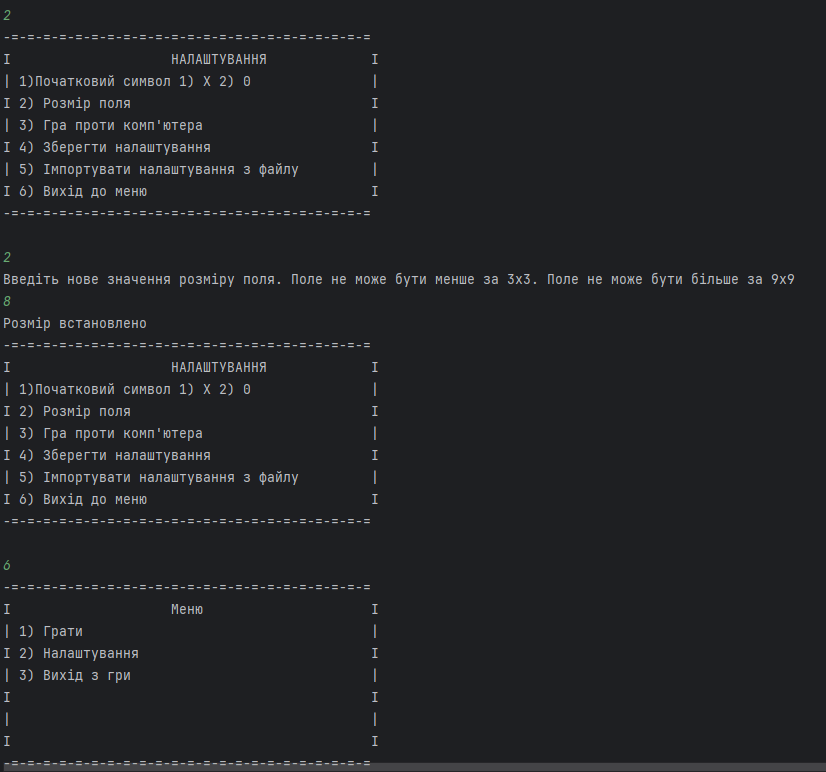 2
-=-=-=-=-=-=-=-=-=-=-=-=-=-=-=-=-=-=-=-=-=-=-=
I                    НАЛАШТУВАННЯ             I
| 1)Початковий символ 1) X 2) 0               |
I 2) Розмір поля                              I
| 3) Гра проти комп'ютера                     |
I 4) Зберегти налаштування                    I
| 5) Імпортувати налаштування з файлу         |
I 6) Вихід до меню                            I
-=-=-=-=-=-=-=-=-=-=-=-=-=-=-=-=-=-=-=-=-=-=-=

2
Введіть нове значення розміру поля. Поле не може бути менше за 3x3. Поле не може бути більше за 9x9
8
Розмір встановлено
-=-=-=-=-=-=-=-=-=-=-=-=-=-=-=-=-=-=-=-=-=-=-=
I                    НАЛАШТУВАННЯ             I
| 1)Початковий символ 1) X 2) 0               |
I 2) Розмір поля                              I
| 3) Гра проти комп'ютера                     |
I 4) Зберегти налаштування                    I
| 5) Імпортувати налаштування з файлу         |
I 6) Вихід до меню                            I
-=-=-=-=-=-=-=-=-=-=-=-=-=-=-=-=-=-=-=-=-=-=-=

6
-=-=-=-=-=-=-=-=-=-=-=-=-=-=-=-=-=-=-=-=-=-=-=
I                    Меню                     I
| 1) Грати                                    |
I 2) Налаштування                             I
| 3) Вихід з гри                              |
I                                             I
|                                             |
I                                             I
-=-=-=-=-=-=-=-=-=-=-=-=-=-=-=-=-=-=-=-=-=-=-=